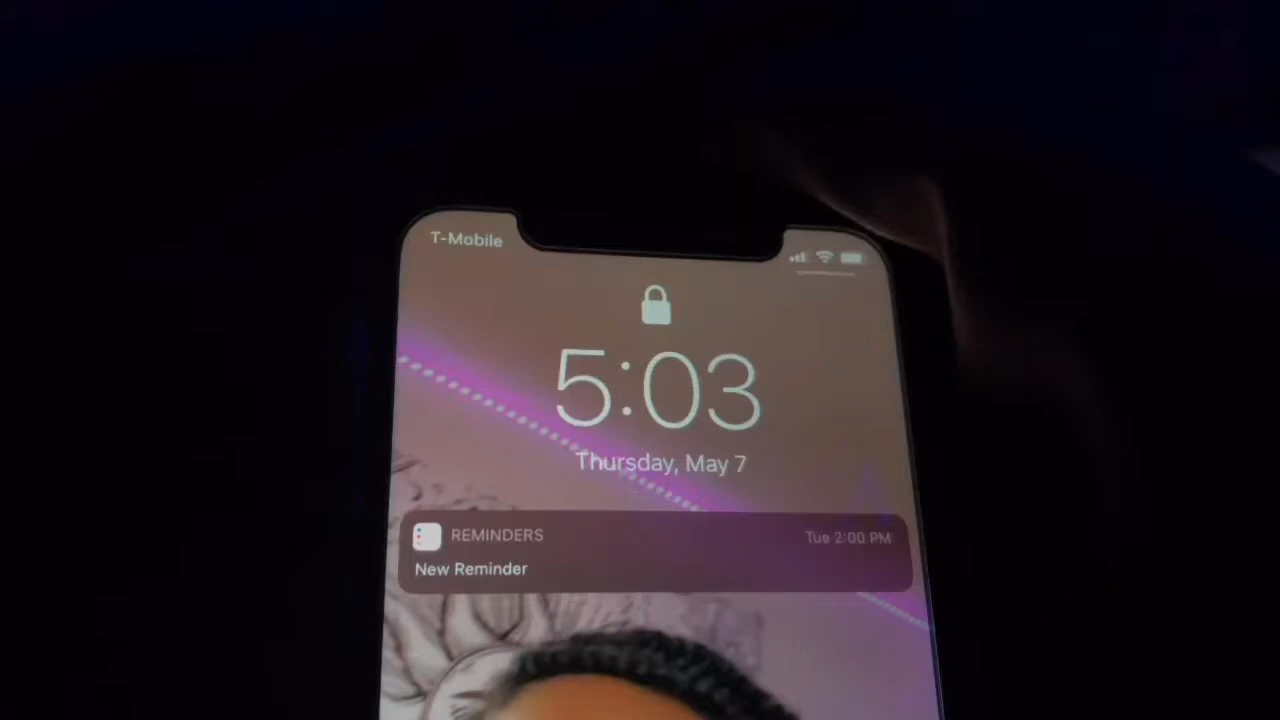 T-Mobile
5:03
Thursday, May 7
REMINDERS Tue 2:00 PM
New Reminder